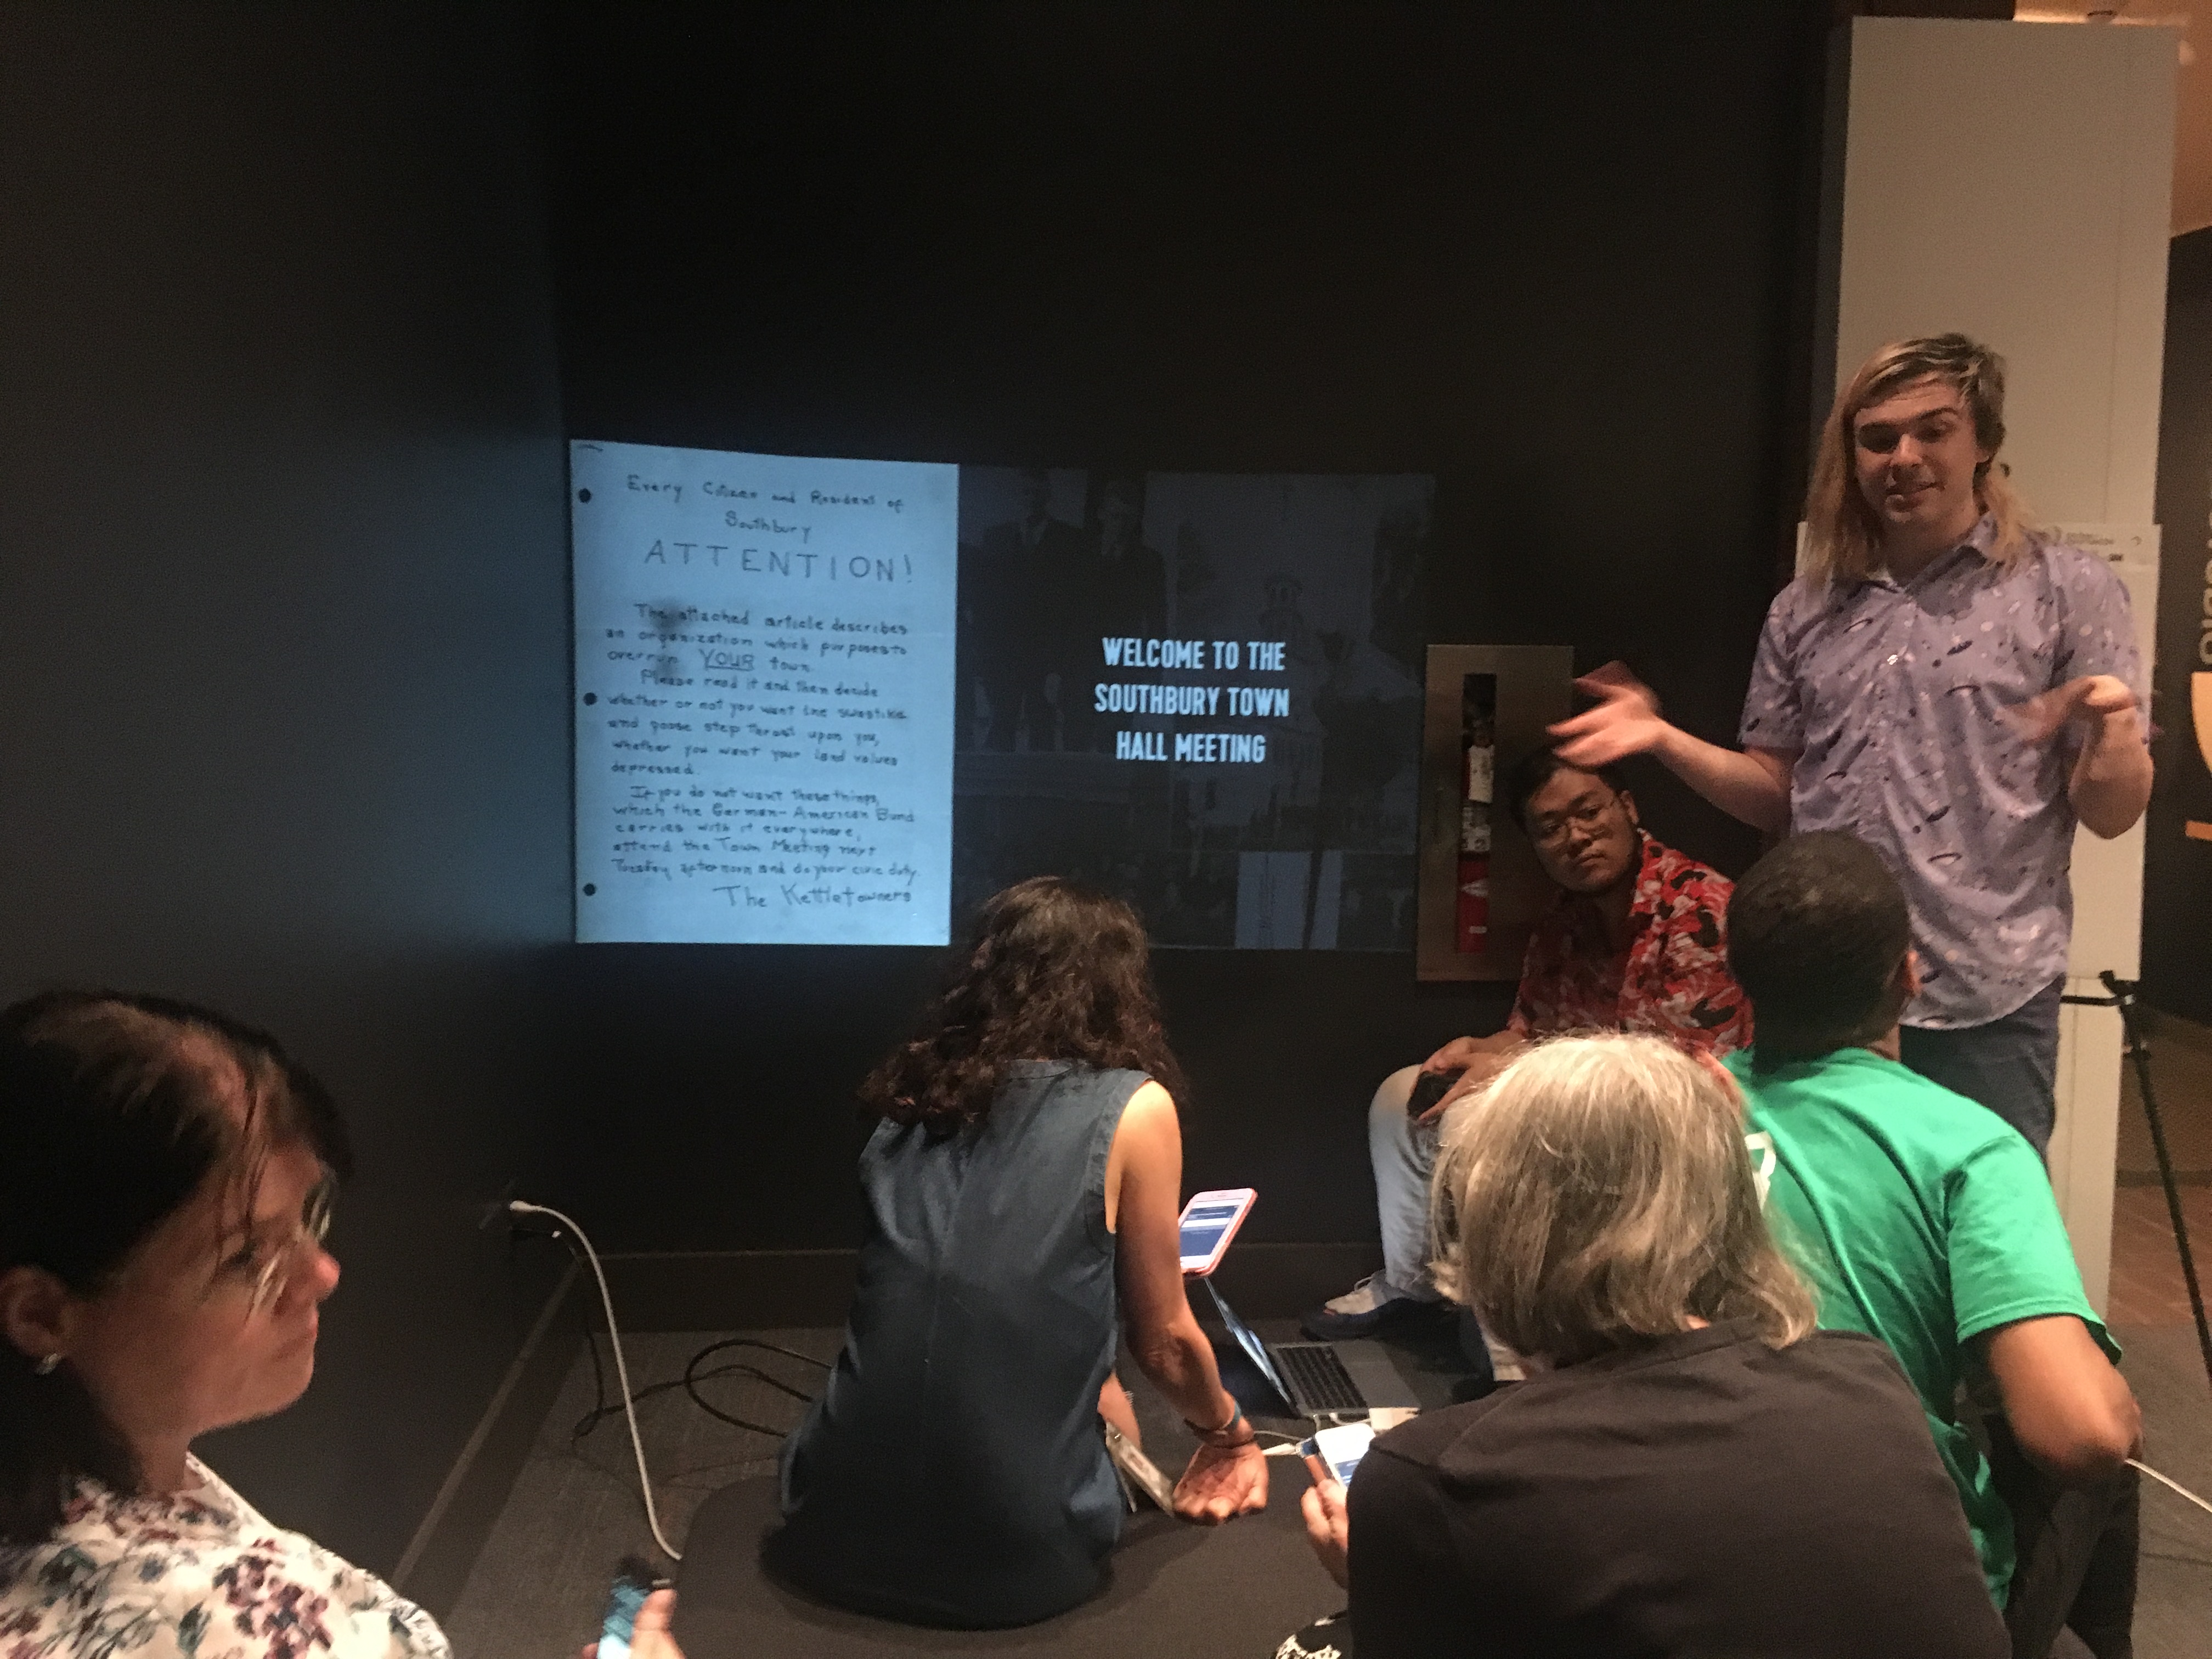 Every Citizen and Resident of
Southbury
ATTENTION!
The attached article describes
an organization which purposes to
overrun YOUR town.
Please read it and then decide
whether or not you want the swastika
and goose step thrust upon you,
whether you want your land values
depressed.
If you do not want these things,
which the German-American Bund
carries with it everywhere,
attend the Town Meeting next
Tuesday afternoon and do your civic duty.
The Kettletowners
WELCOME TO THE
SOUTHBURY TOWN
HALL MEETING